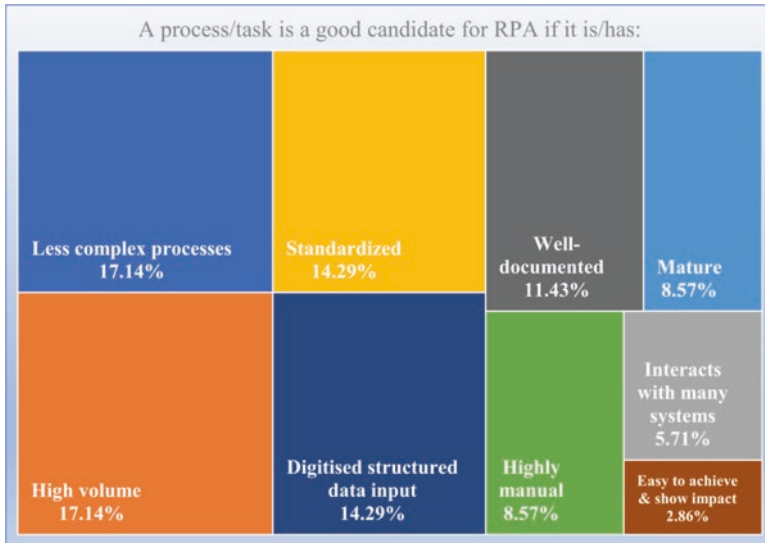 A process/task is a good candidate for RPA if it is/has:
Less complex processes
17.14%
Standardized
14.29%
Well-
documented
11.43%
Mature
8.57%
High volume
17.14%
Digitised structured
data input
14.29%
Highly
manual
8.57%
Interacts
with many
systems
5.71%
Easy to achieve
& show impact
2.86%